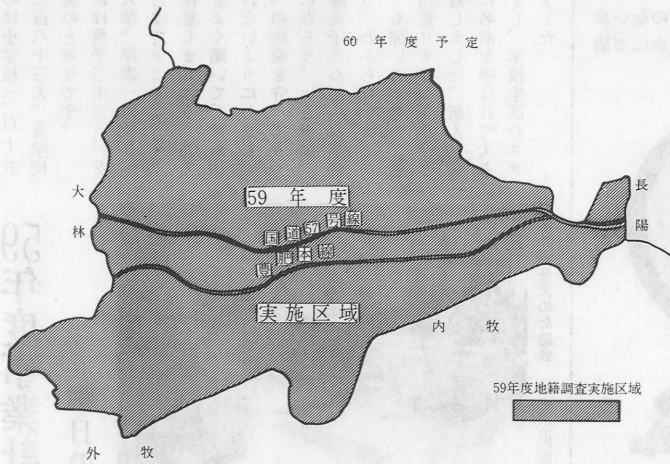 60年度予定
大林
長陽
59年度
国道57号線
豊肥本線
実施区域
内牧
59年度地籍調査実施区域
外牧